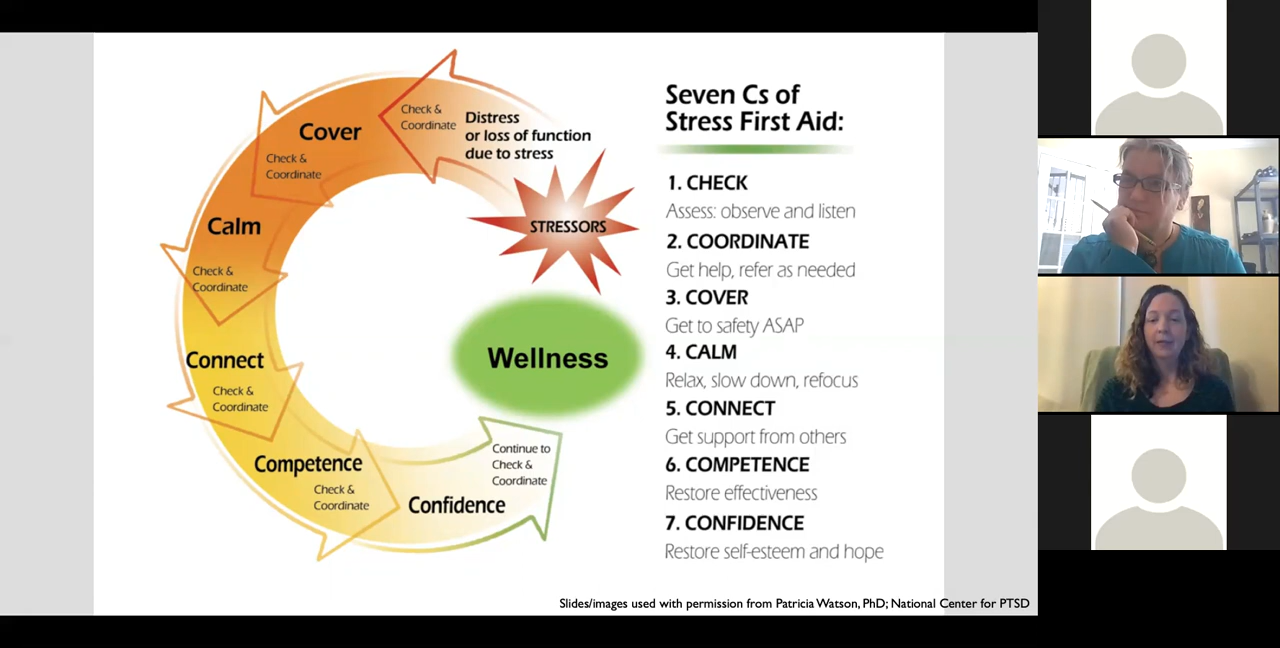 Check &
Coordinate
Distress
or loss of function
due to stress
Cover
Check &
Coordinate
STRESSORS
Calm
Check &
Coordinate
Connect
Check &
Coordinate
Wellness
Competence
Check &
Coordinate
Continue to
Check &
Coordinate
Confidence
Seven Cs of
Stress First Aid:
1. CHECK
Assess: observe and listen
2. COORDINATE
Get help, refer as needed
3. COVER
Get to safety ASAP
4. CALM
Relax, slow down, refocus
5. CONNECT
Get support from others
6. COMPETENCE
Restore effectiveness
7. CONFIDENCE
Restore self-esteem and hope
Slides/images used with permission from Patricia Watson, PhD; National Center for PTSD